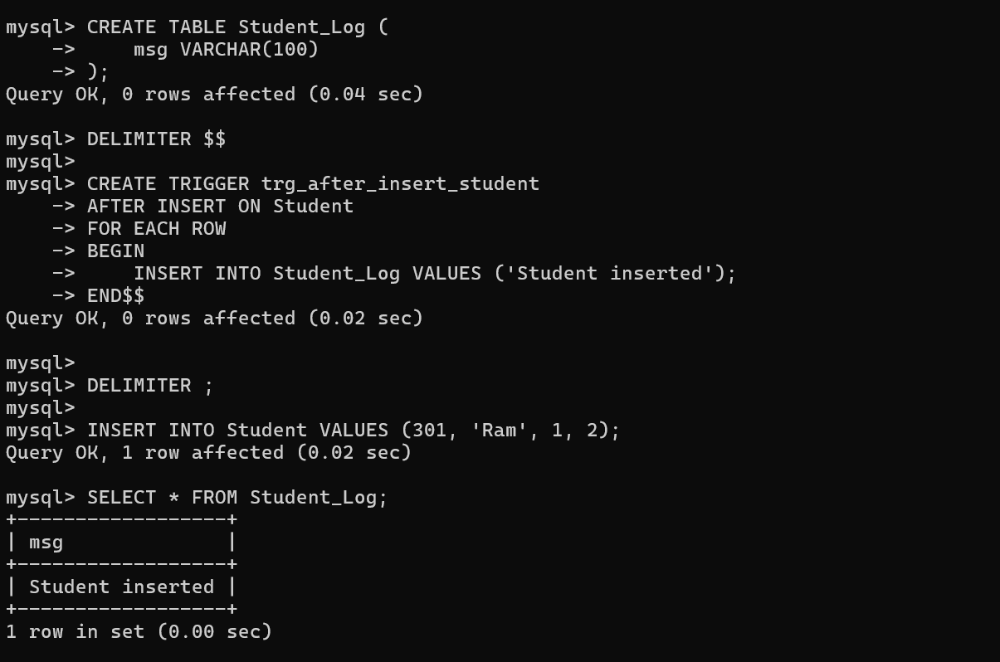 mysql> CREATE TABLE Student_Log (
    ->     msg VARCHAR(100)
    -> );
Query OK, 0 rows affected (0.04 sec)

mysql> DELIMITER $$
mysql>
mysql> CREATE TRIGGER trg_after_insert_student
    -> AFTER INSERT ON Student
    -> FOR EACH ROW
    -> BEGIN
    ->     INSERT INTO Student_Log VALUES ('Student inserted');
    -> END$$
Query OK, 0 rows affected (0.02 sec)

mysql>
mysql> DELIMITER ;
mysql>
mysql> INSERT INTO Student VALUES (301, 'Ram', 1, 2);
Query OK, 1 row affected (0.02 sec)

mysql> SELECT * FROM Student_Log;
+------------------+
| msg              |
+------------------+
| Student inserted |
+------------------+
1 row in set (0.00 sec)